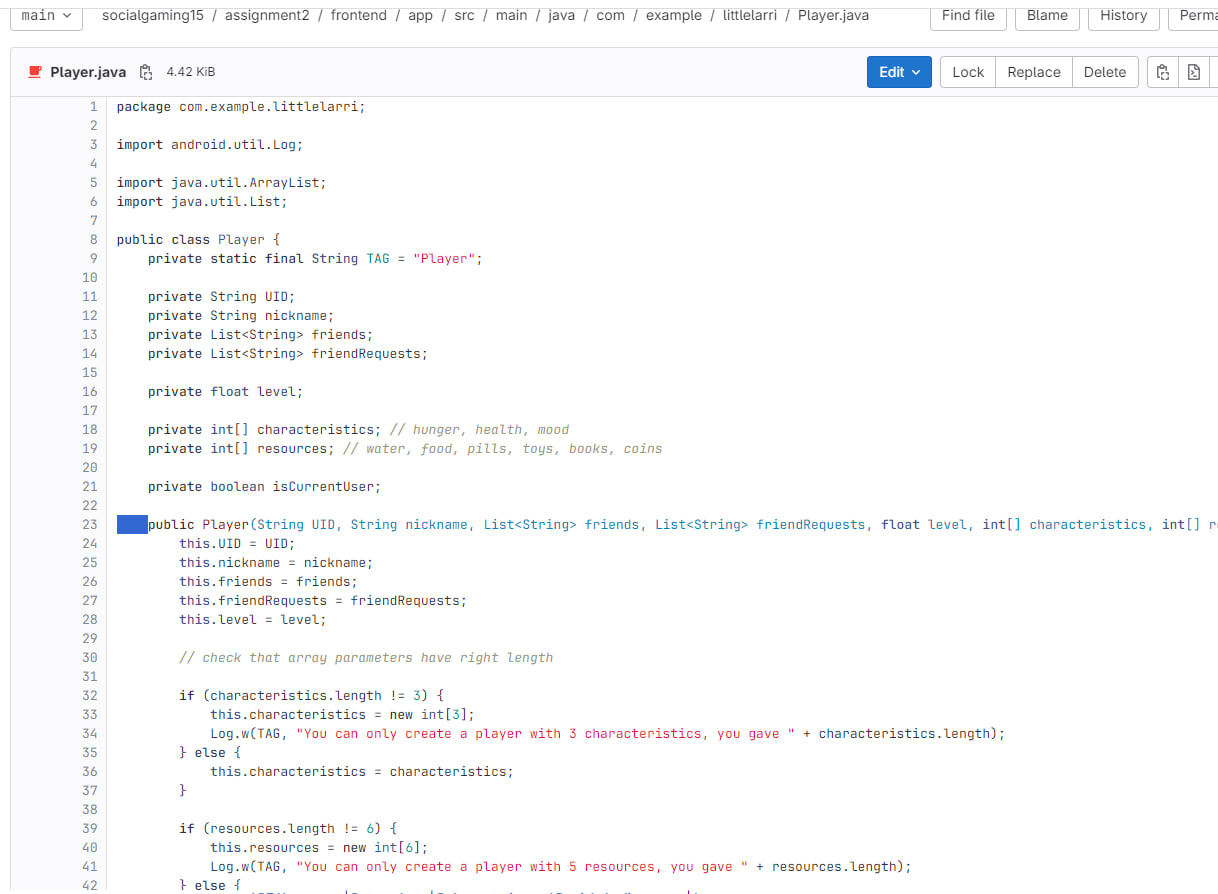 main socialgaming15 / assignment2 / frontend / app / src / main / java / com / example / littlelarri / Player.java Find file Blame History
Player.java 4.42 KiB Edit Lock Replace Delete
1 package com.example.littlelarri;
2
3 import android.util.Log;
4
5 import java.util.ArrayList;
6 import java.util.List;
7
8 public class Player {
9 private static final String TAG = "Player";
10
11 private String UID;
12 private String nickname;
13 private List<String> friends;
14 private List<String> friendRequests;
15
16 private float level;
17
18 private int[] characteristics; // hunger, health, mood
19 private int[] resources; // water, food, pills, toys, books, coins
20
21 private boolean isCurrentUser;
22
23 public Player(String UID, String nickname, List<String> friends, List<String> friendRequests, float level, int[] characteristics, int[]
24 this.UID = UID;
25 this.nickname = nickname;
26 this.friends = friends;
27 this.friendRequests = friendRequests;
28 this.level = level;
29
30 // check that array parameters have right length
31
32 if (characteristics.length != 3) {
33 this.characteristics = new int[3];
34 Log.w(TAG, "You can only create a player with 3 characteristics, you gave " + characteristics.length);
35 } else {
36 this.characteristics = characteristics;
37 }
38
39 if (resources.length != 6) {
40 this.resources = new int[6];
41 Log.w(TAG, "You can only create a player with 5 resources, you gave " + resources.length);
42 } else {